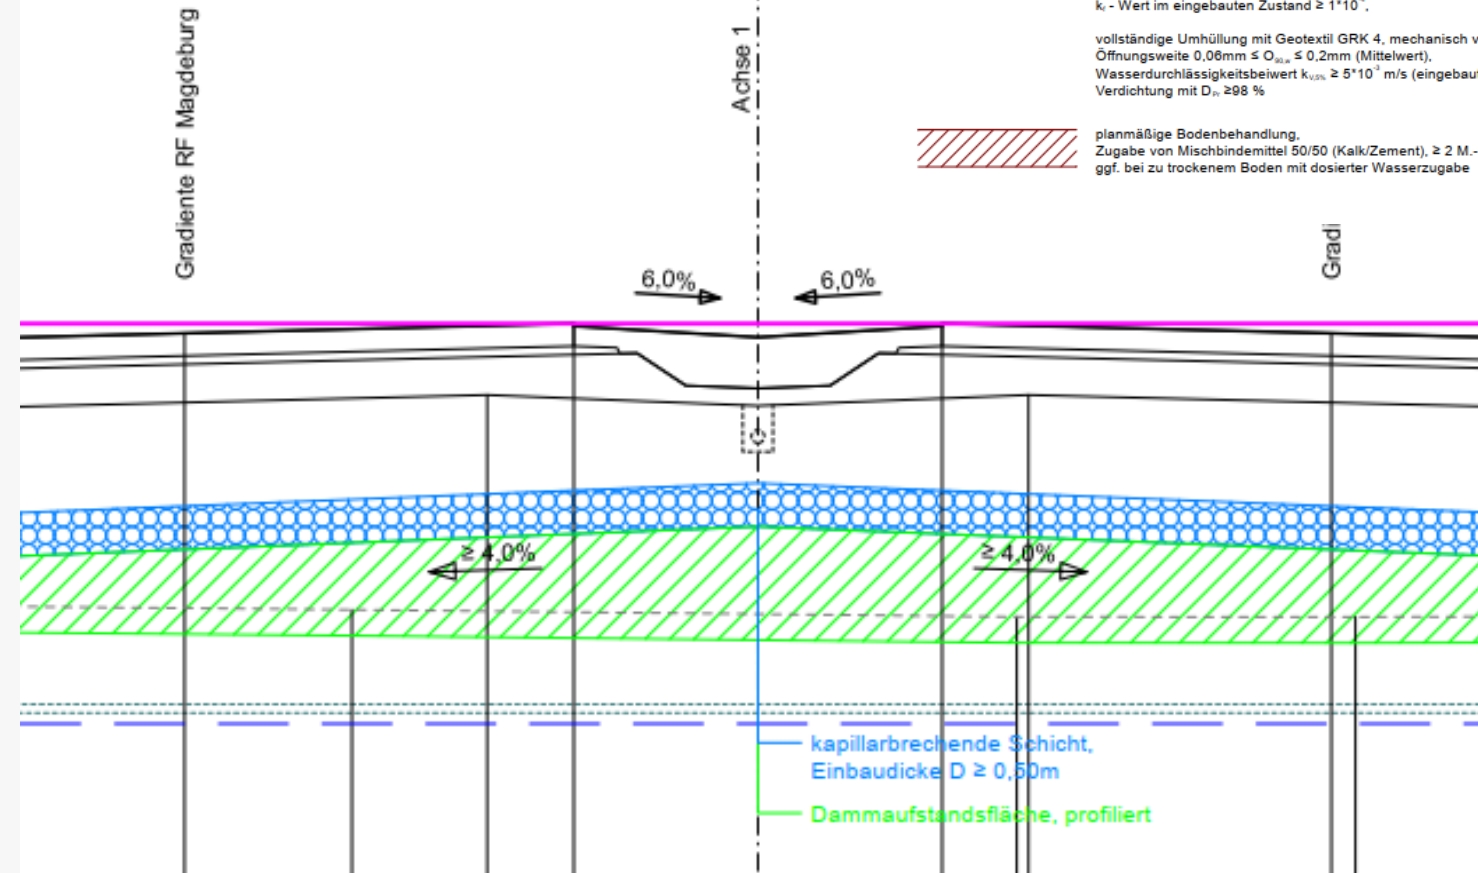 k_f - Wert im eingebauten Zustand ≥ 1*10
vollständige Umhüllung mit Geotextil GRK 4, mechanisch v
Öffnungsweite 0,06mm ≤ O₉₀,w ≤ 0,2mm (Mittelwert),
Wasserdurchlässigkeitsbeiwert kᵥ,₅% ≥ 5*10⁻³ m/s (eingebau
Verdichtung mit D_Pr ≥98 %
planmäßige Bodenbehandlung,
Zugabe von Mischbindemittel 50/50 (Kalk/Zement), ≥ 2 M.-
ggf. bei zu trockenem Boden mit dosierter Wasserzugabe
Gradiente RF Magdeburg
Achse 1
Gradi
6,0%
6,0%
≥ 4,0%
≥ 4,0%
kapillarbrechende Schicht,
Einbaudicke D ≥ 0,50m
Dammaufstandsfläche, profiliert